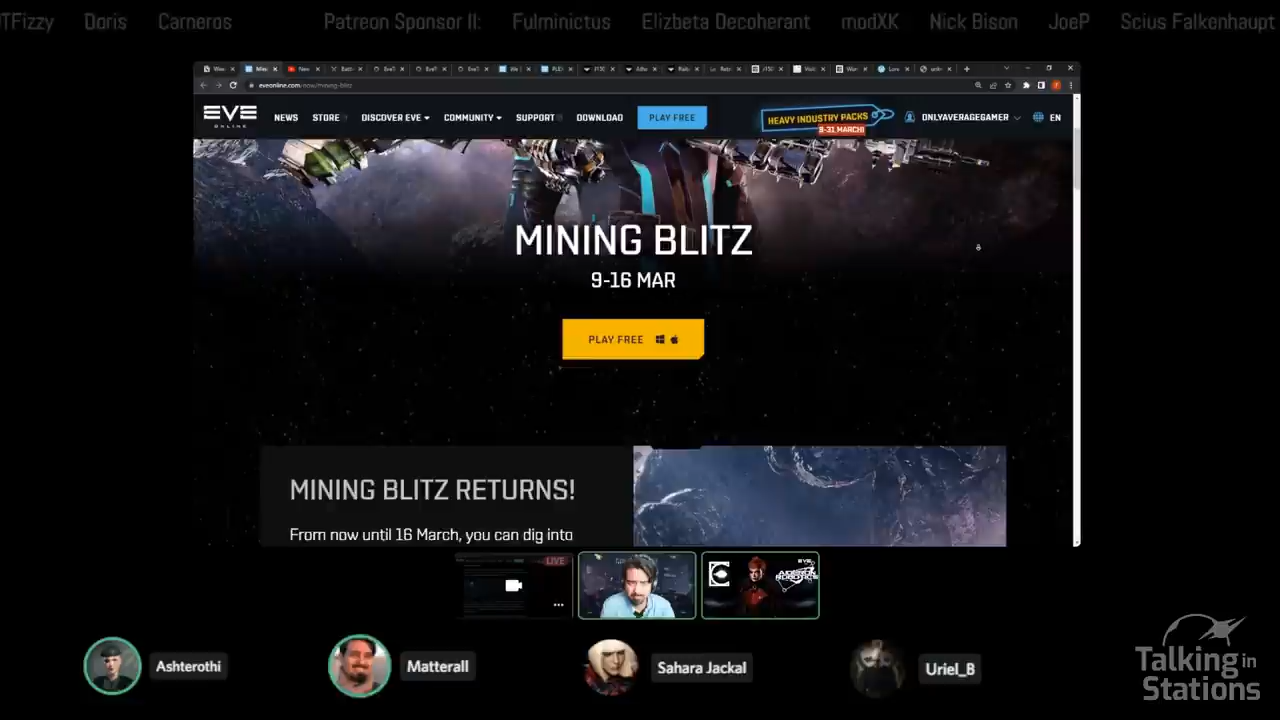 Doris Carneros Patreon Sponsor II: Fulminictus Elizbeta Decoherant modXK Nick Bison JoeP Scius Falkenhaupt
eveonline.com/now/mining-blitz
EVE
ONLINE
NEWS STORE DISCOVER EVE COMMUNITY SUPPORT DOWNLOAD PLAY FREE
HEAVY INDUSTRY PACKS
8-31 MARCH!
ONLYAVERAGEGAMER EN
MINING BLITZ
9-16 MAR
PLAY FREE
MINING BLITZ RETURNS!
From now until 16 March, you can dig into
LIVE
Ashterothi
Matterall
Sahara Jackal
Uriel_B
Talking in
Stations